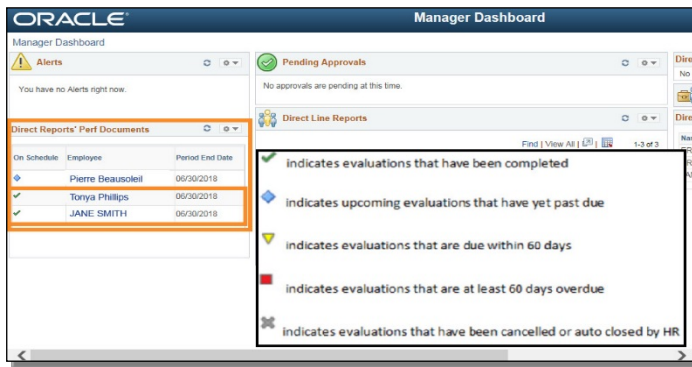 ORACLE
Manager Dashboard
Manager Dashboard
Alerts
You have no Alerts right now.
Pending Approvals
No approvals are pending at this time.
Dire
No
Direct Reports' Perf Documents
On Schedule Employee Period End Date
Pierre Beausoleil 06/30/2018
Tonya Phillips 06/30/2018
JANE SMITH 06/30/2018
Direct Line Reports
Find | View All | 1-3 of 3
Dire
indicates evaluations that have been completed
indicates upcoming evaluations that have yet past due
indicates evaluations that are due within 60 days
indicates evaluations that are at least 60 days overdue
indicates evaluations that have been cancelled or auto closed by HR